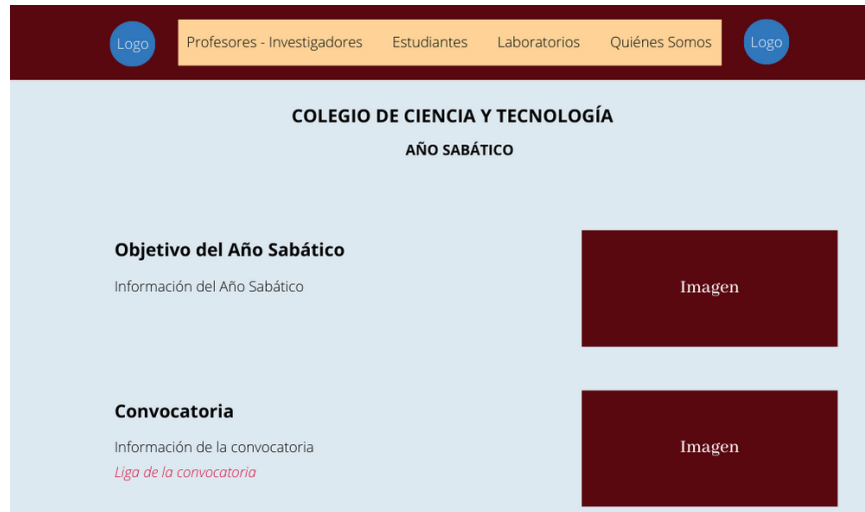 Logo
Profesores - Investigadores Estudiantes Laboratorios Quiénes Somos
Logo
COLEGIO DE CIENCIA Y TECNOLOGÍA
AÑO SABÁTICO
Objetivo del Año Sabático
Información del Año Sabático
Imagen
Convocatoria
Información de la convocatoria
Liga de la convocatoria
Imagen